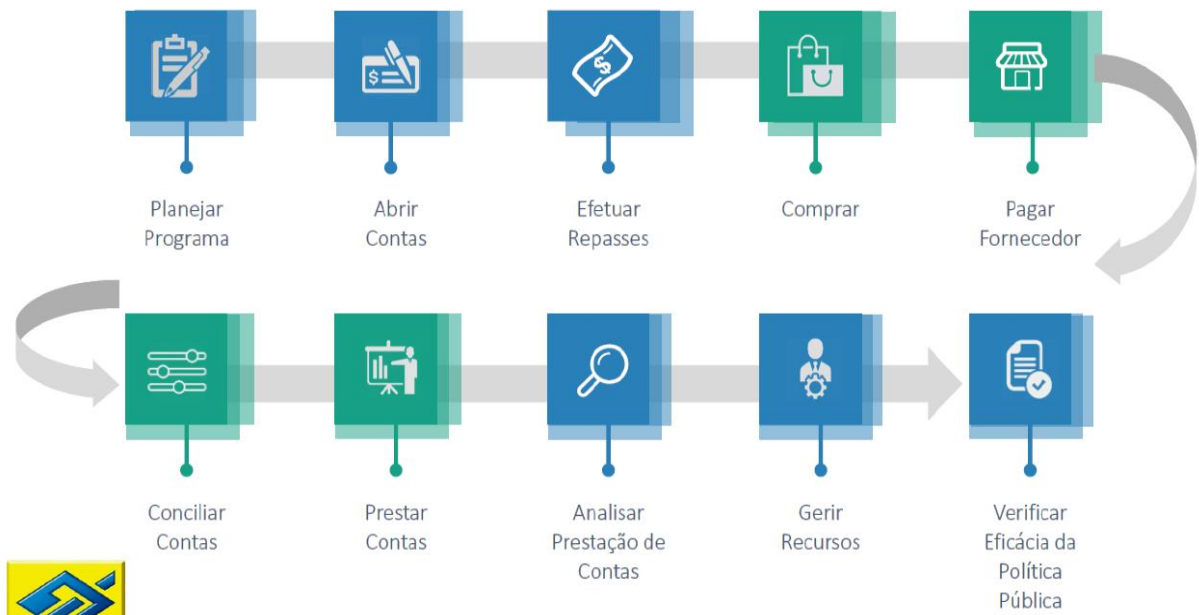 $
$
Planejar
Programa
Abrir
Contas
Efetuar
Repasses
Comprar
Pagar
Fornecedor
Conciliar
Contas
Prestar
Contas
Analisar
Prestação de
Contas
Gerir
Recursos
Verificar
Eficácia da
Política
Pública